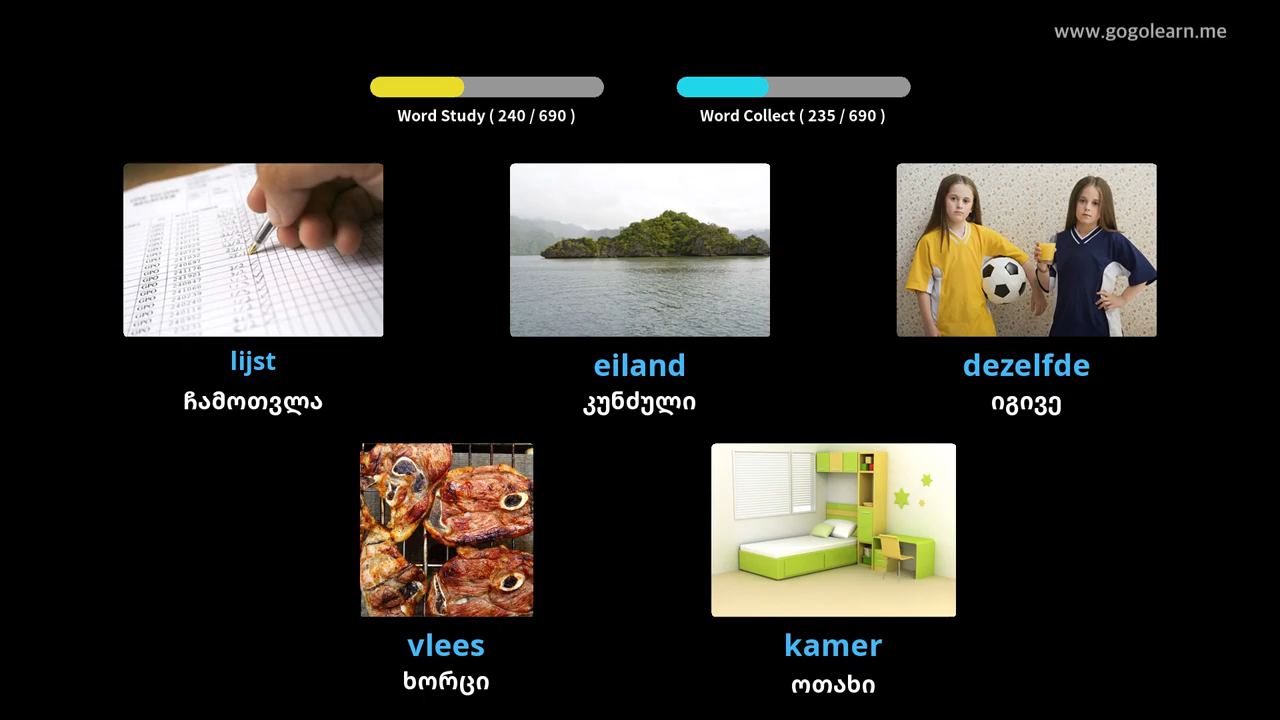 www.gogolearn.me
Word Study ( 240 / 690 )
Word Collect ( 235 / 690 )
lijst
ჩამოთვლა
eiland
კუნძული
dezelfde
იგივე
vlees
ხორცი
kamer
ოთახი